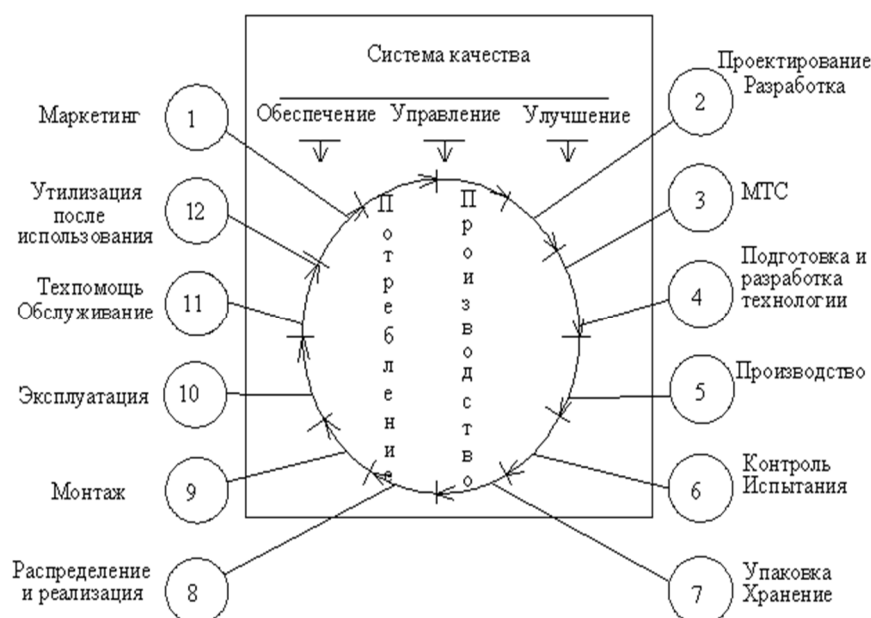 Система качества
Обеспечение Управление Улучшение
Маркетинг
1
Проектирование
Разработка
2
Утилизация
после
использования
12
3
МТС
Техпомощь
Обслуживание
11
4
Подготовка и
разработка
технологии
Потребление
Производство
Эксплуатация
10
5
Производство
Монтаж
9
6
Контроль
Испытания
Распределение
и реализация
8
7
Упаковка
Хранение